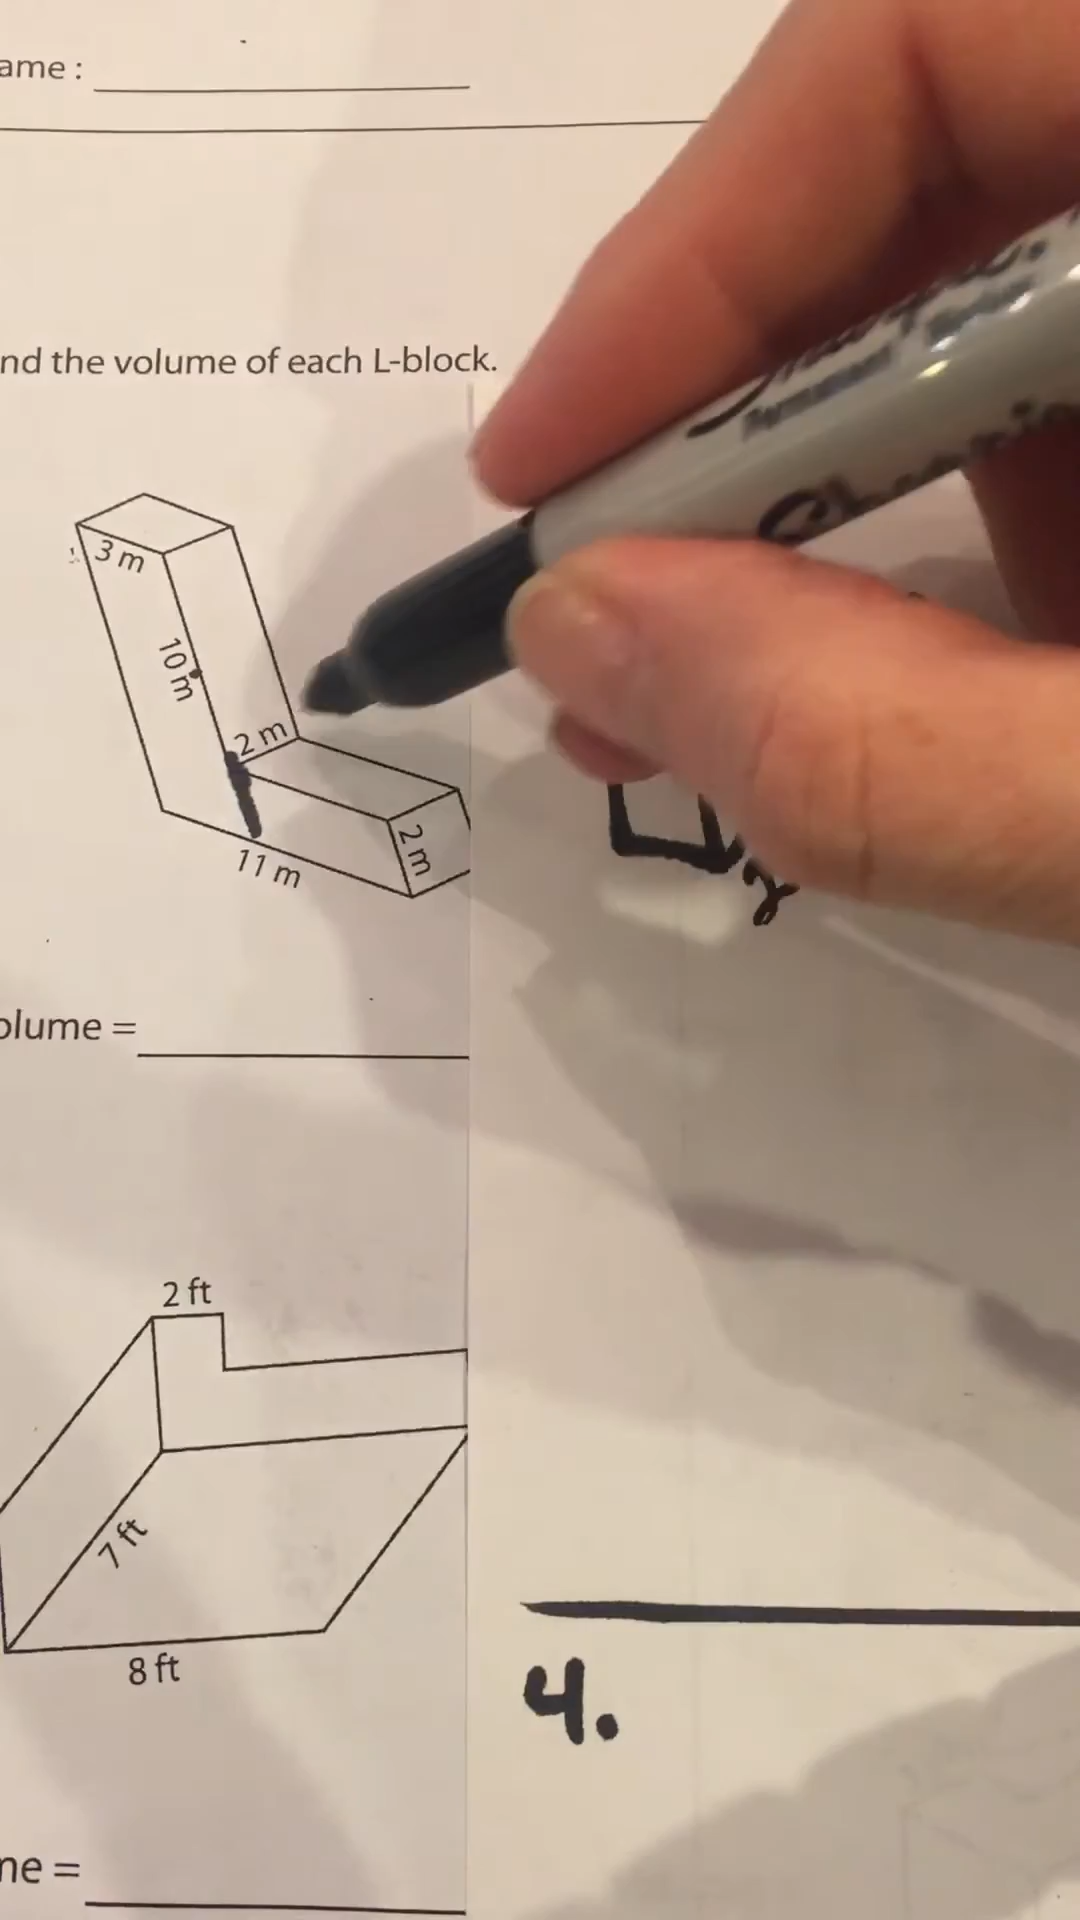 ame :
nd the volume of each L-block.
3 m
10 m
2 m
2 m
11 m
olume =
2 ft
7 ft
8 ft
4.
ne =